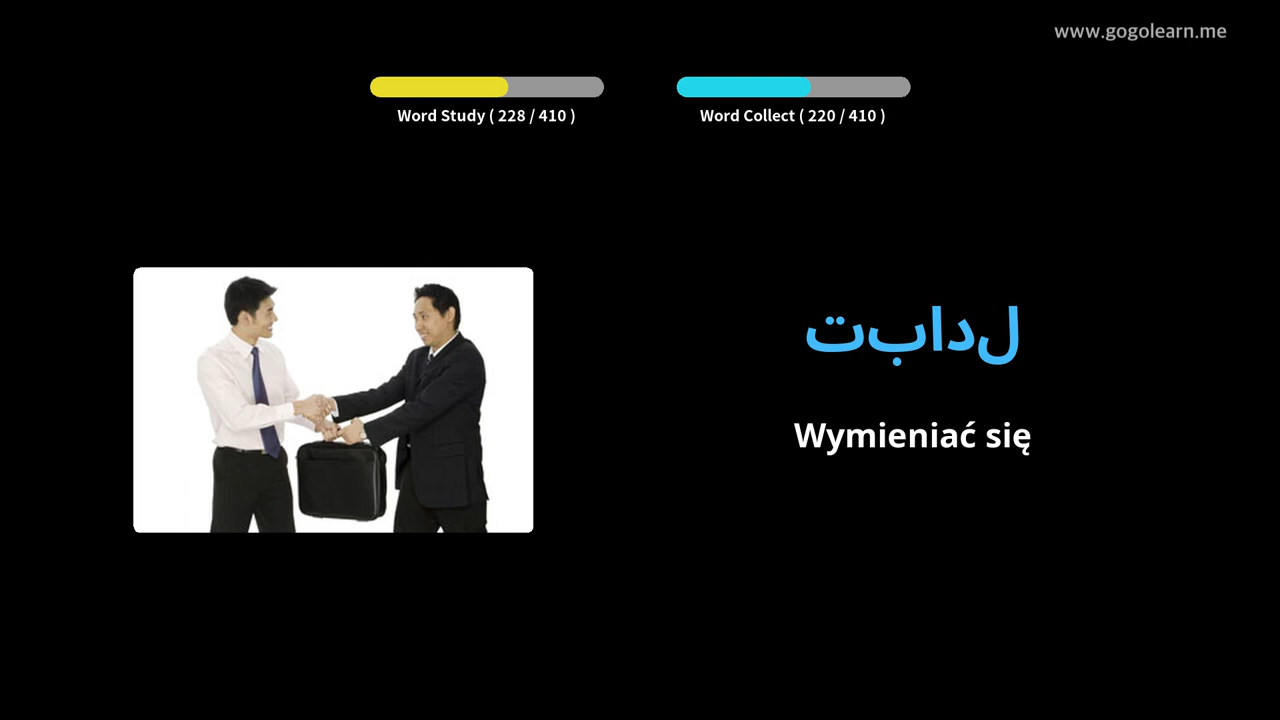 www.gogolearn.me
Word Study ( 228 / 410 )
Word Collect ( 220 / 410 )
تبادل
Wymieniać się